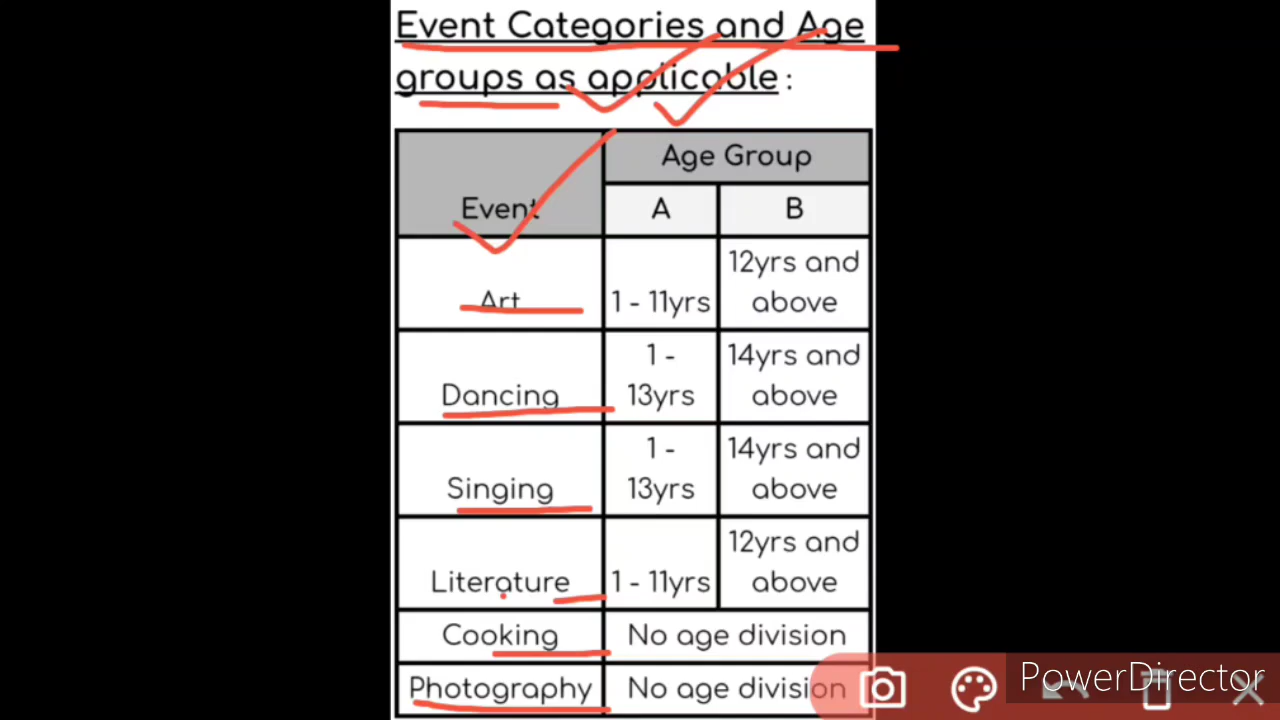 Event Categories and Age
groups as applicable :
Age Group
Event
A
B
Art
1 - 11yrs
12yrs and
above
Dancing
1 -
13yrs
14yrs and
above
Singing
1 -
13yrs
14yrs and
above
Literature
1 - 11yrs
12yrs and
above
Cooking
No age division
Photography
No age division
PowerDirector